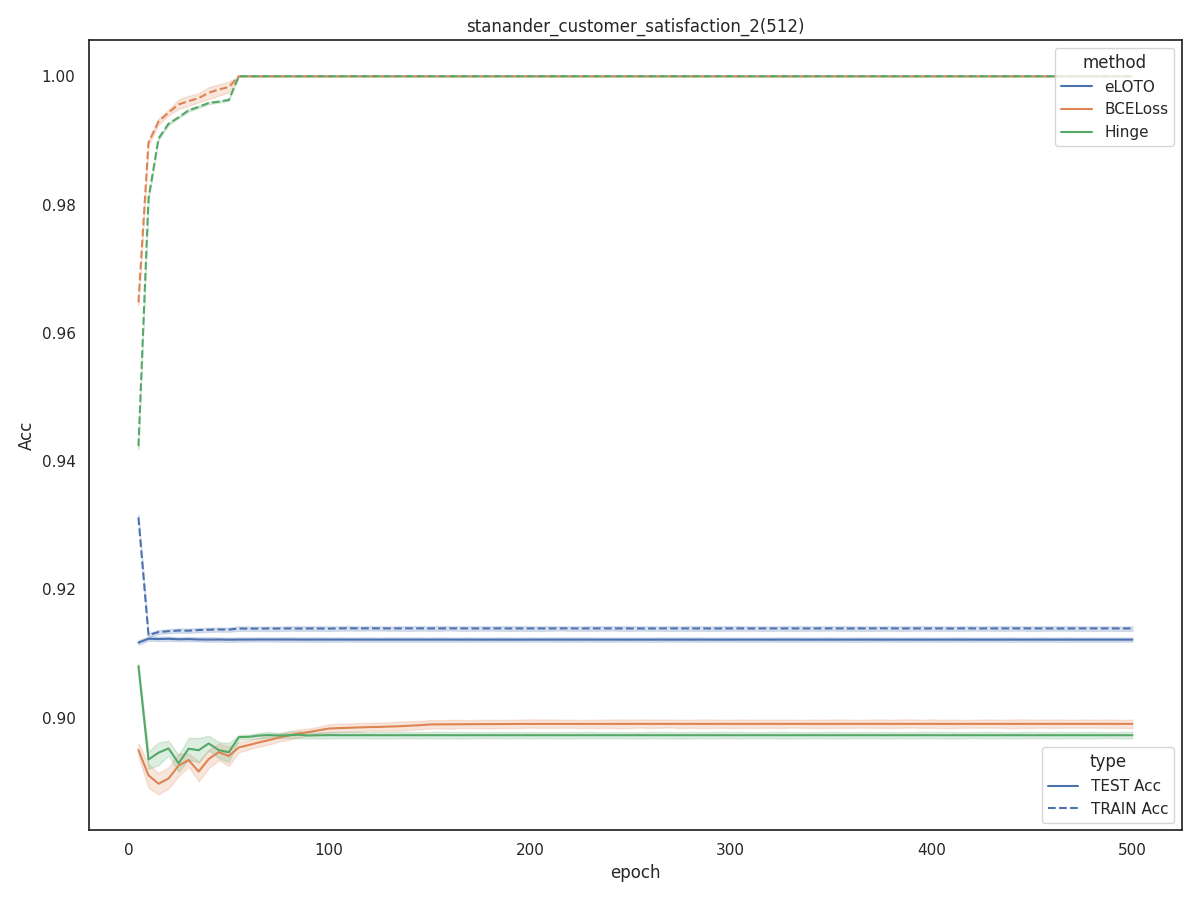 stanander_customer_satisfaction_2(512)
Acc
1.00
0.98
0.96
0.94
0.92
0.90
method
eLOTO
BCELoss
Hinge
type
TEST Acc
TRAIN Acc
0 100 200 300 400 500
epoch